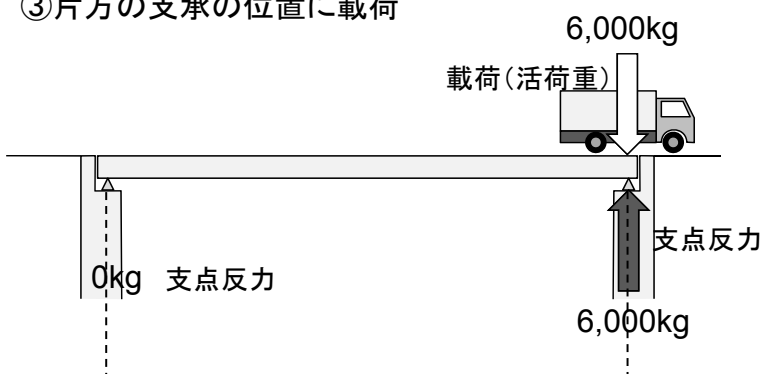 ③片方の支承の位置に載荷
6,000kg
載荷(活荷重)
支点反力
0kg 支点反力
6,000kg